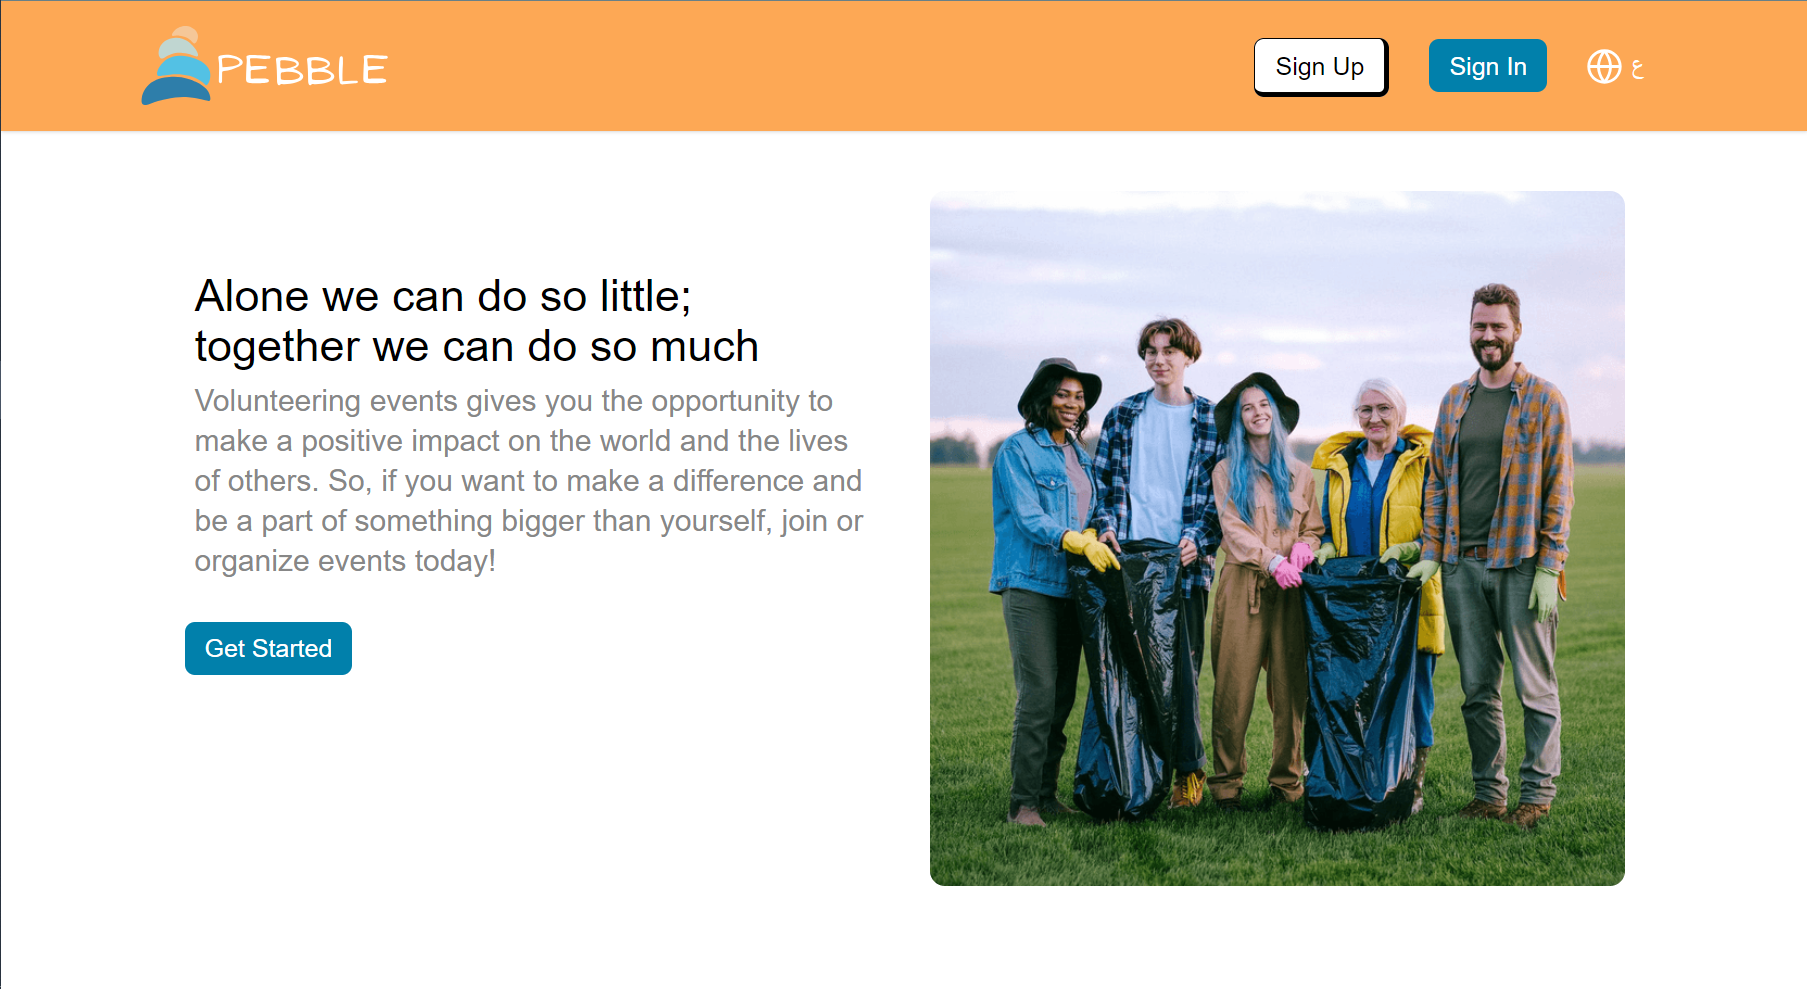 PEBBLE
Sign Up
Sign In
ع
Alone we can do so little;
together we can do so much
Volunteering events gives you the opportunity to
make a positive impact on the world and the lives
of others. So, if you want to make a difference and
be a part of something bigger than yourself, join or
organize events today!
Get Started